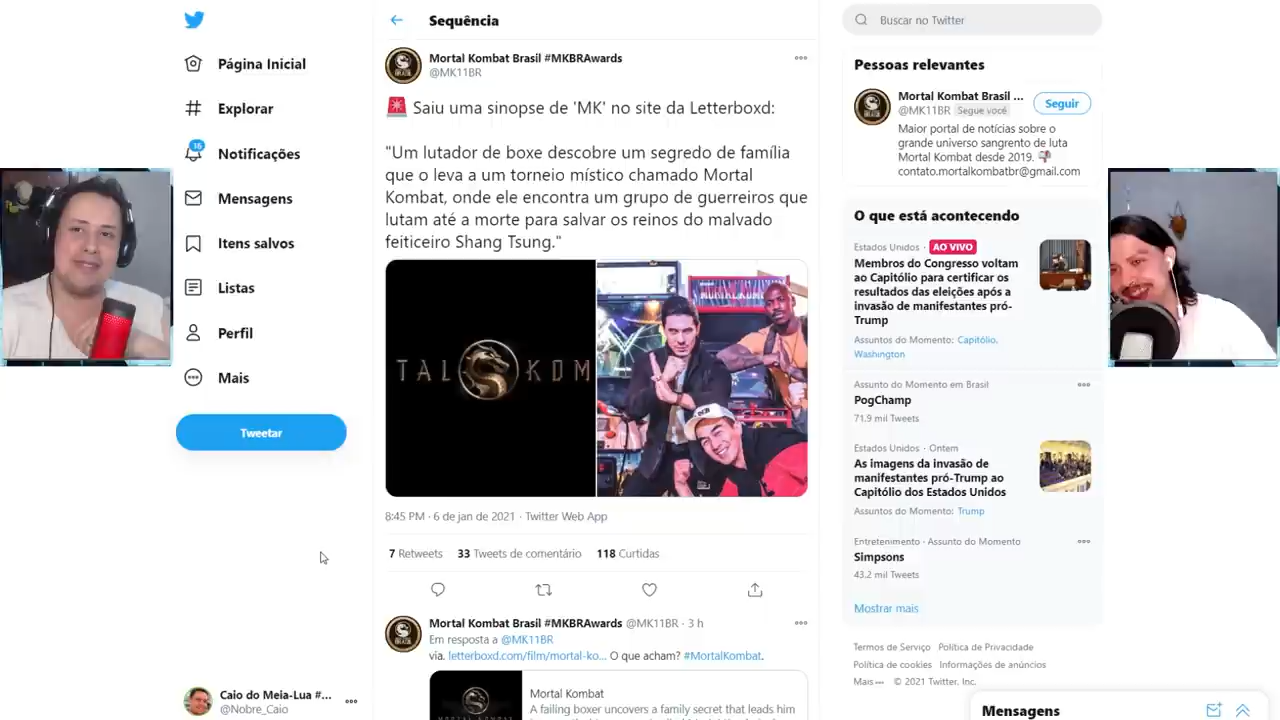 Página Inicial
Explorar
16
Notificações
Mensagens
Itens salvos
Listas
Perfil
Mais
Tweetar
Caio do Meia-Lua #...
@Nobre_Caio
Sequência
Mortal Kombat Brasil #MKBRAwards
@MK11BR
🚨 Saiu uma sinopse de 'MK' no site da Letterboxd:
"Um lutador de boxe descobre um segredo de família
que o leva a um torneio místico chamado Mortal
Kombat, onde ele encontra um grupo de guerreiros que
lutam até a morte para salvar os reinos do malvado
feiticeiro Shang Tsung."
TAL KOM
MORTAL KOMBAT
8:45 PM · 6 de jan de 2021 · Twitter Web App
7 Retweets 33 Tweets de comentário 118 Curtidas
Mortal Kombat Brasil #MKBRAwards @MK11BR · 3 h
Em resposta a @MK11BR
via. letterboxd.com/film/mortal-ko... O que acham? #MortalKombat.
Mortal Kombat
A failing boxer uncovers a family secret that leads him
Buscar no Twitter
Pessoas relevantes
Mortal Kombat Brasil ...
@MK11BR Segue você
Seguir
Maior portal de notícias sobre o
grande universo sangrento de luta
Mortal Kombat desde 2019. 📬
contato.mortalkombatbr@gmail.com
O que está acontecendo
Estados Unidos · AO VIVO
Membros do Congresso voltam
ao Capitólio para certificar os
resultados das eleições após a
invasão de manifestantes pró-
Trump
Assuntos do Momento: Capitólio,
Washington
Assunto do Momento em Brasil
PogChamp
71.9 mil Tweets
Estados Unidos · Ontem
As imagens da invasão de
manifestantes pró-Trump ao
Capitólio dos Estados Unidos
Assuntos do Momento: Trump
Entretenimento · Assunto do Momento
Simpsons
43.2 mil Tweets
Mostrar mais
Termos de Serviço Política de Privacidade
Política de cookies Informações de anúncios
Mais ··· © 2021 Twitter, Inc.
Mensagens